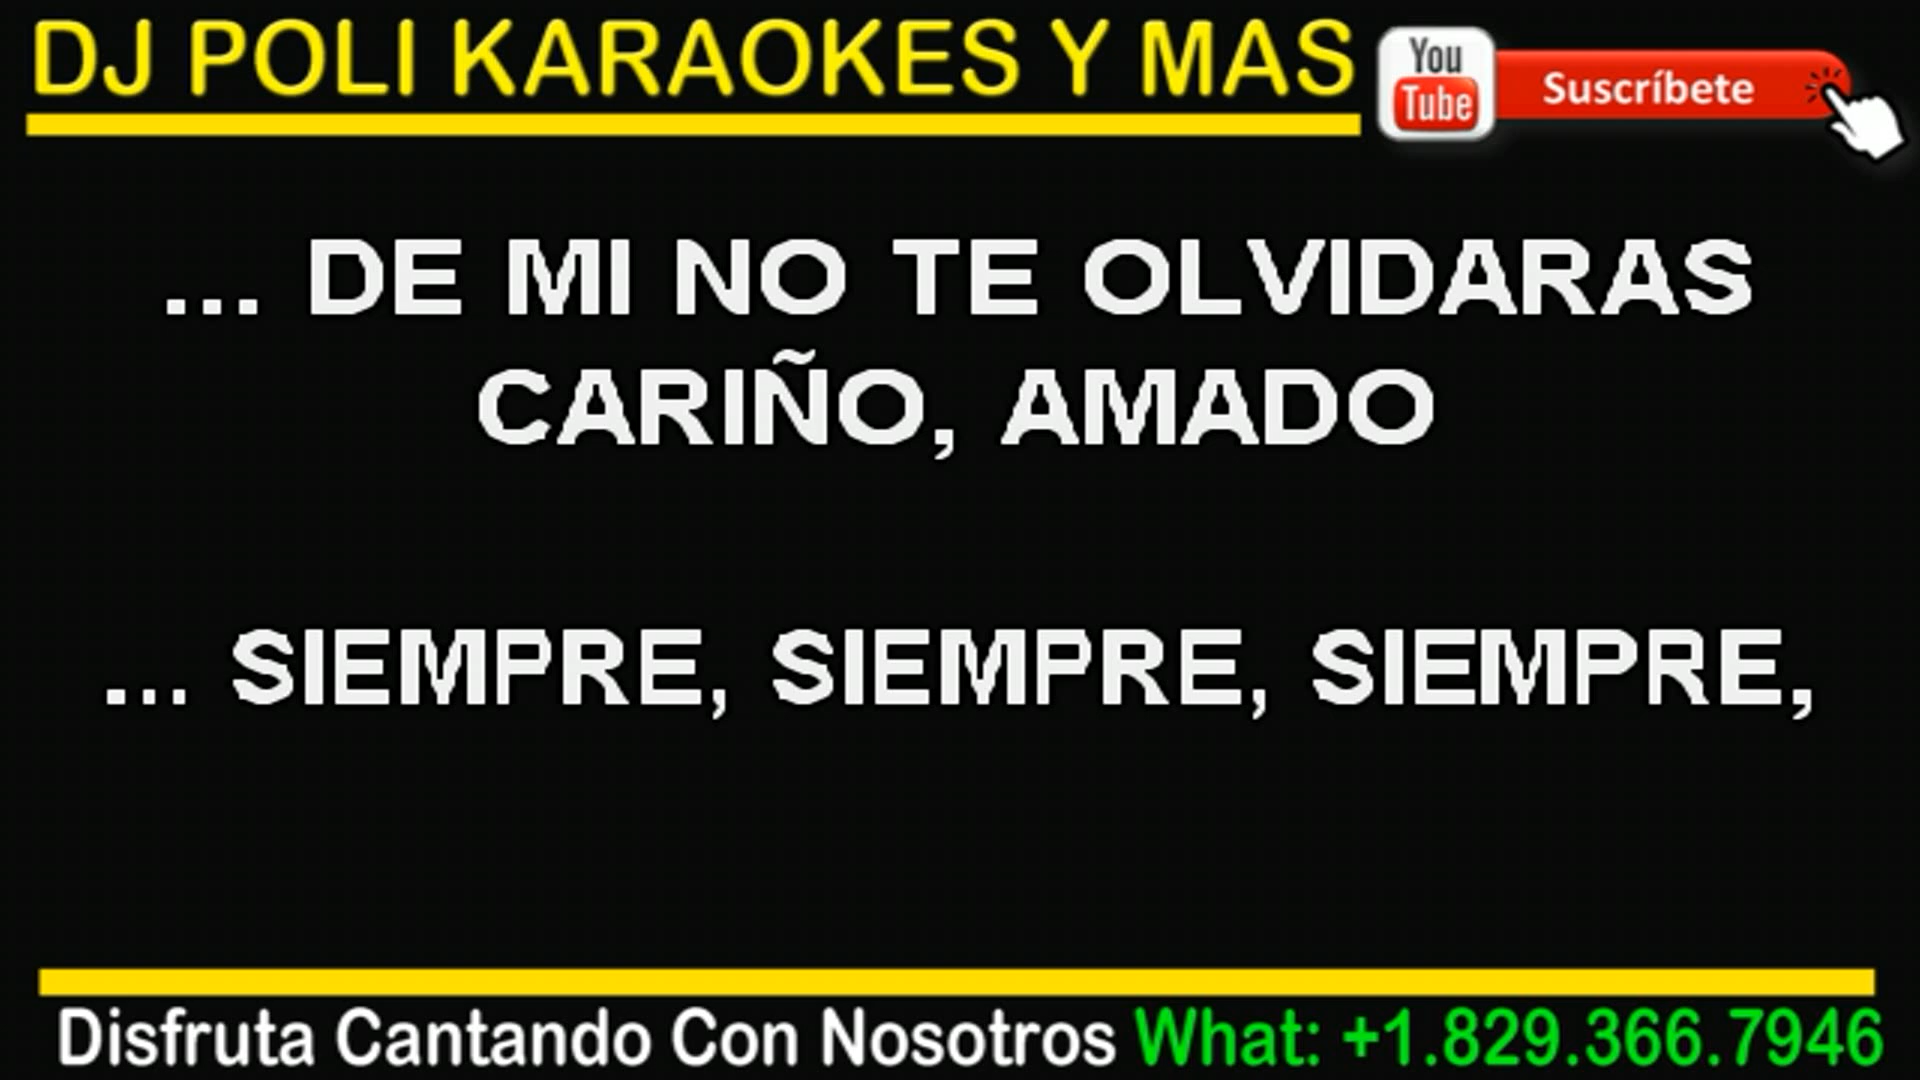 DJ POLI KARAOKES Y MAS
You
Tube
Suscríbete
... DE MI NO TE OLVIDARAS
CARIÑO, AMADO
... SIEMPRE, SIEMPRE, SIEMPRE,
Disfruta Cantando Con Nosotros What: +1.829.366.7946